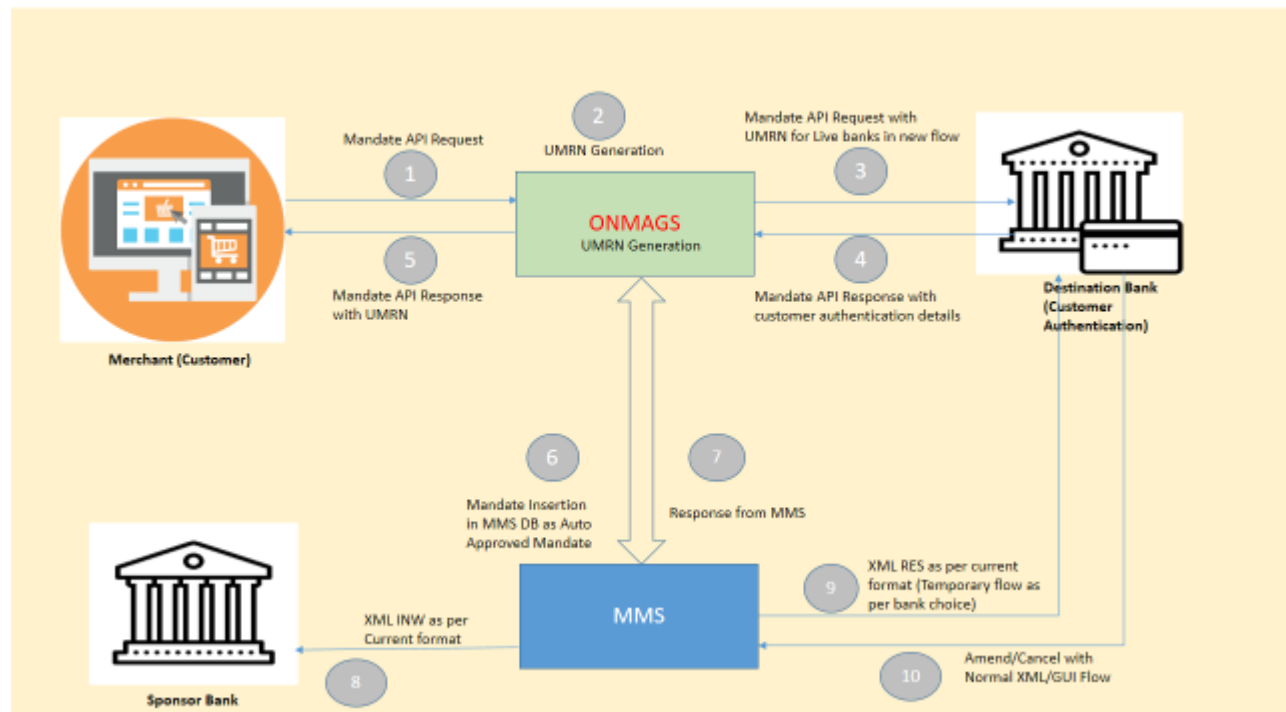 2
UMRN Generation
Mandate API Request
1
Mandate API Request with
UMRN for Live banks in new flow
3
ONMAGS
UMRN Generation
5
Mandate API Response
with UMRN
4
Mandate API Response with
customer authentication details
Merchant (Customer)
Destination Bank
(Customer
Authentication)
6
Mandate Insertion
in MMS DB as Auto
Approved Mandate
7
Response from MMS
MMS
XML INW as per
Current format
8
Sponsor Bank
9
XML RES as per current
format (Temporary flow as
per bank choice)
10
Amend/Cancel with
Normal XML/GUI Flow